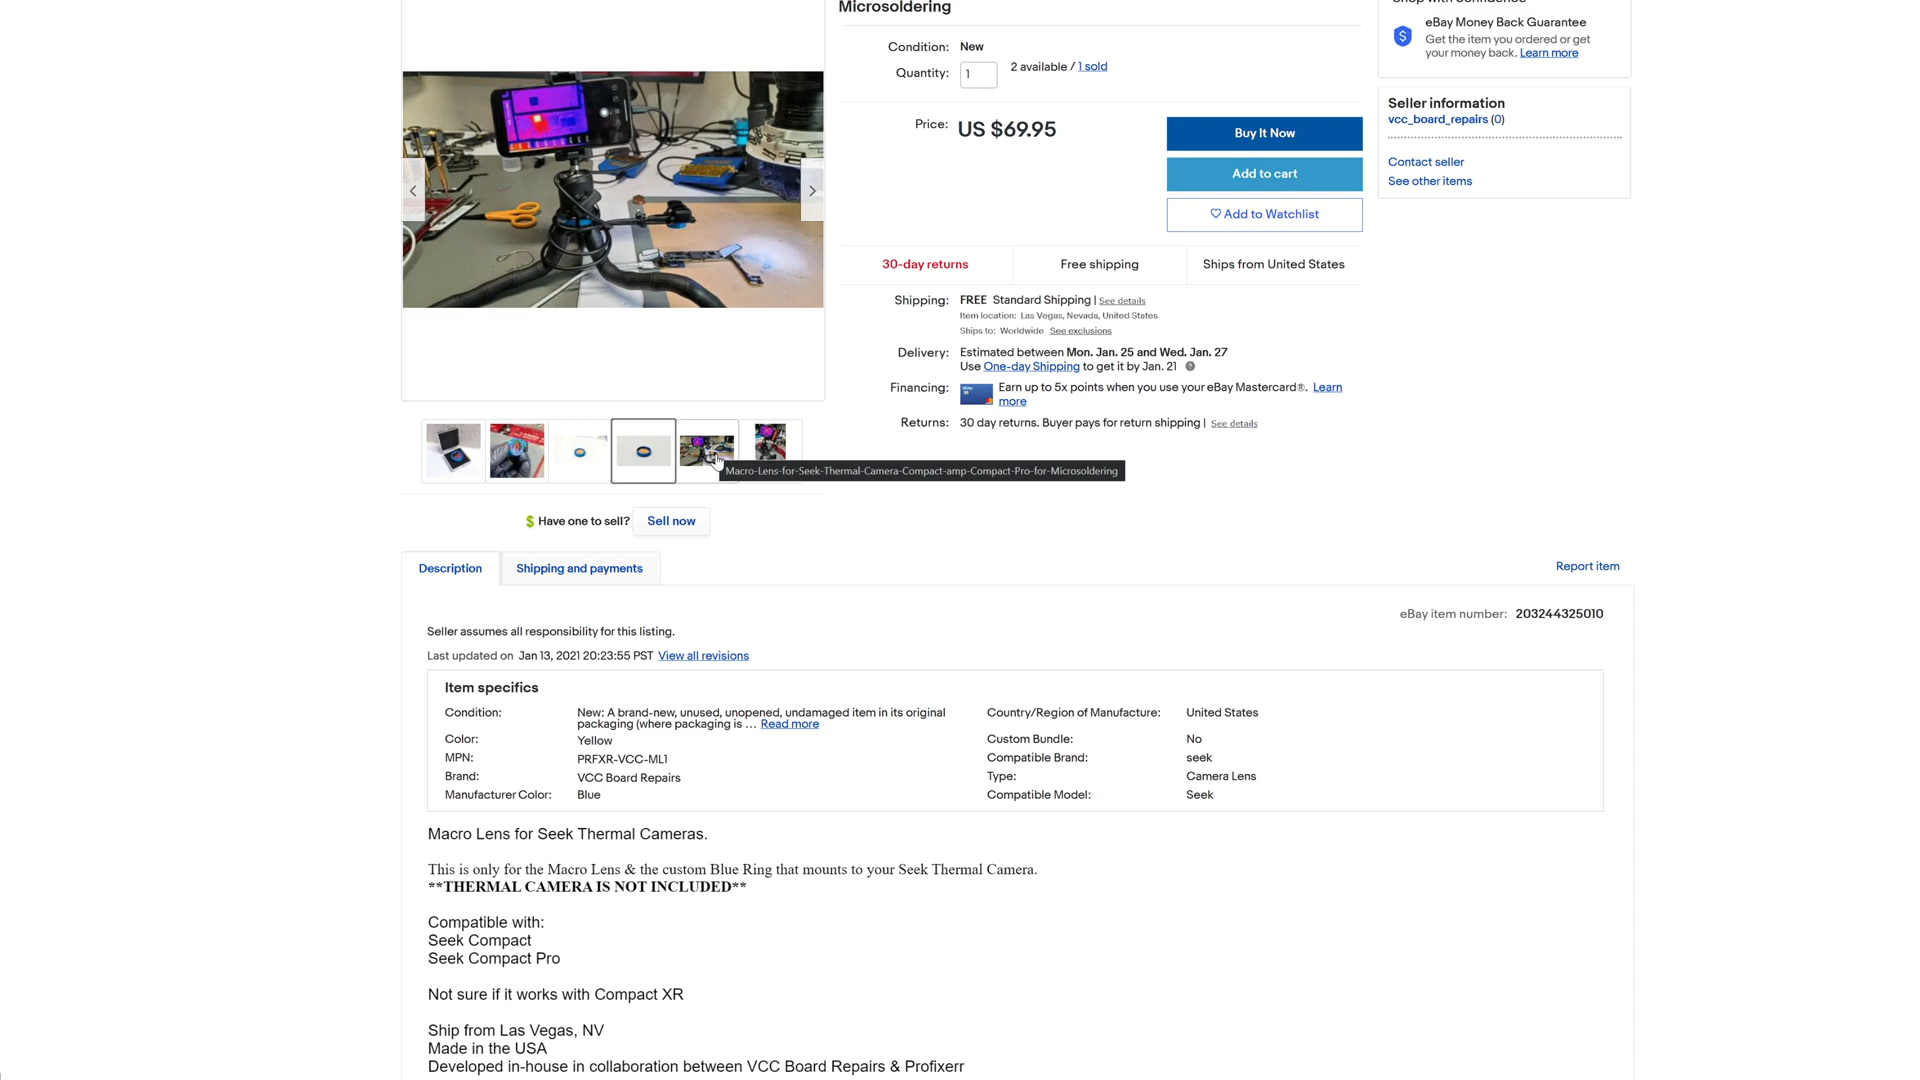 Microsoldering
Condition: New
Quantity: 1 2 available / 1 sold
Price: US $69.95
Buy It Now
Add to cart
Add to Watchlist
30-day returns Free shipping Ships from United States
Shipping: FREE Standard Shipping | See details
Item location: Las Vegas, Nevada, United States
Ships to: Worldwide See exclusions
Delivery: Estimated between Mon. Jan. 25 and Wed. Jan. 27
Use One-day Shipping to get it by Jan. 21 ?
Financing: Earn up to 5x points when you use your eBay Mastercard®. Learn
more
Returns: 30 day returns. Buyer pays for return shipping | See details
eBay Money Back Guarantee
Get the item you ordered or get
your money back. Learn more
Seller information
vcc_board_repairs (0)
Contact seller
See other items
Macro-Lens-for-Seek-Thermal-Camera-Compact-amp-Compact-Pro-for-Microsoldering
Have one to sell? Sell now
Description Shipping and payments
Report item
eBay item number: 203244325010
Seller assumes all responsibility for this listing.
Last updated on Jan 13, 2021 20:23:55 PST View all revisions
Item specifics
Condition: New: A brand-new, unused, unopened, undamaged item in its original
packaging (where packaging is ... Read more
Color: Yellow
MPN: PRFXR-VCC-ML1
Brand: VCC Board Repairs
Manufacturer Color: Blue
Country/Region of Manufacture: United States
Custom Bundle: No
Compatible Brand: seek
Type: Camera Lens
Compatible Model: Seek
Macro Lens for Seek Thermal Cameras.
This is only for the Macro Lens & the custom Blue Ring that mounts to your Seek Thermal Camera.
**THERMAL CAMERA IS NOT INCLUDED**
Compatible with:
Seek Compact
Seek Compact Pro
Not sure if it works with Compact XR
Ship from Las Vegas, NV
Made in the USA
Developed in-house in collaboration between VCC Board Repairs & Profixerr